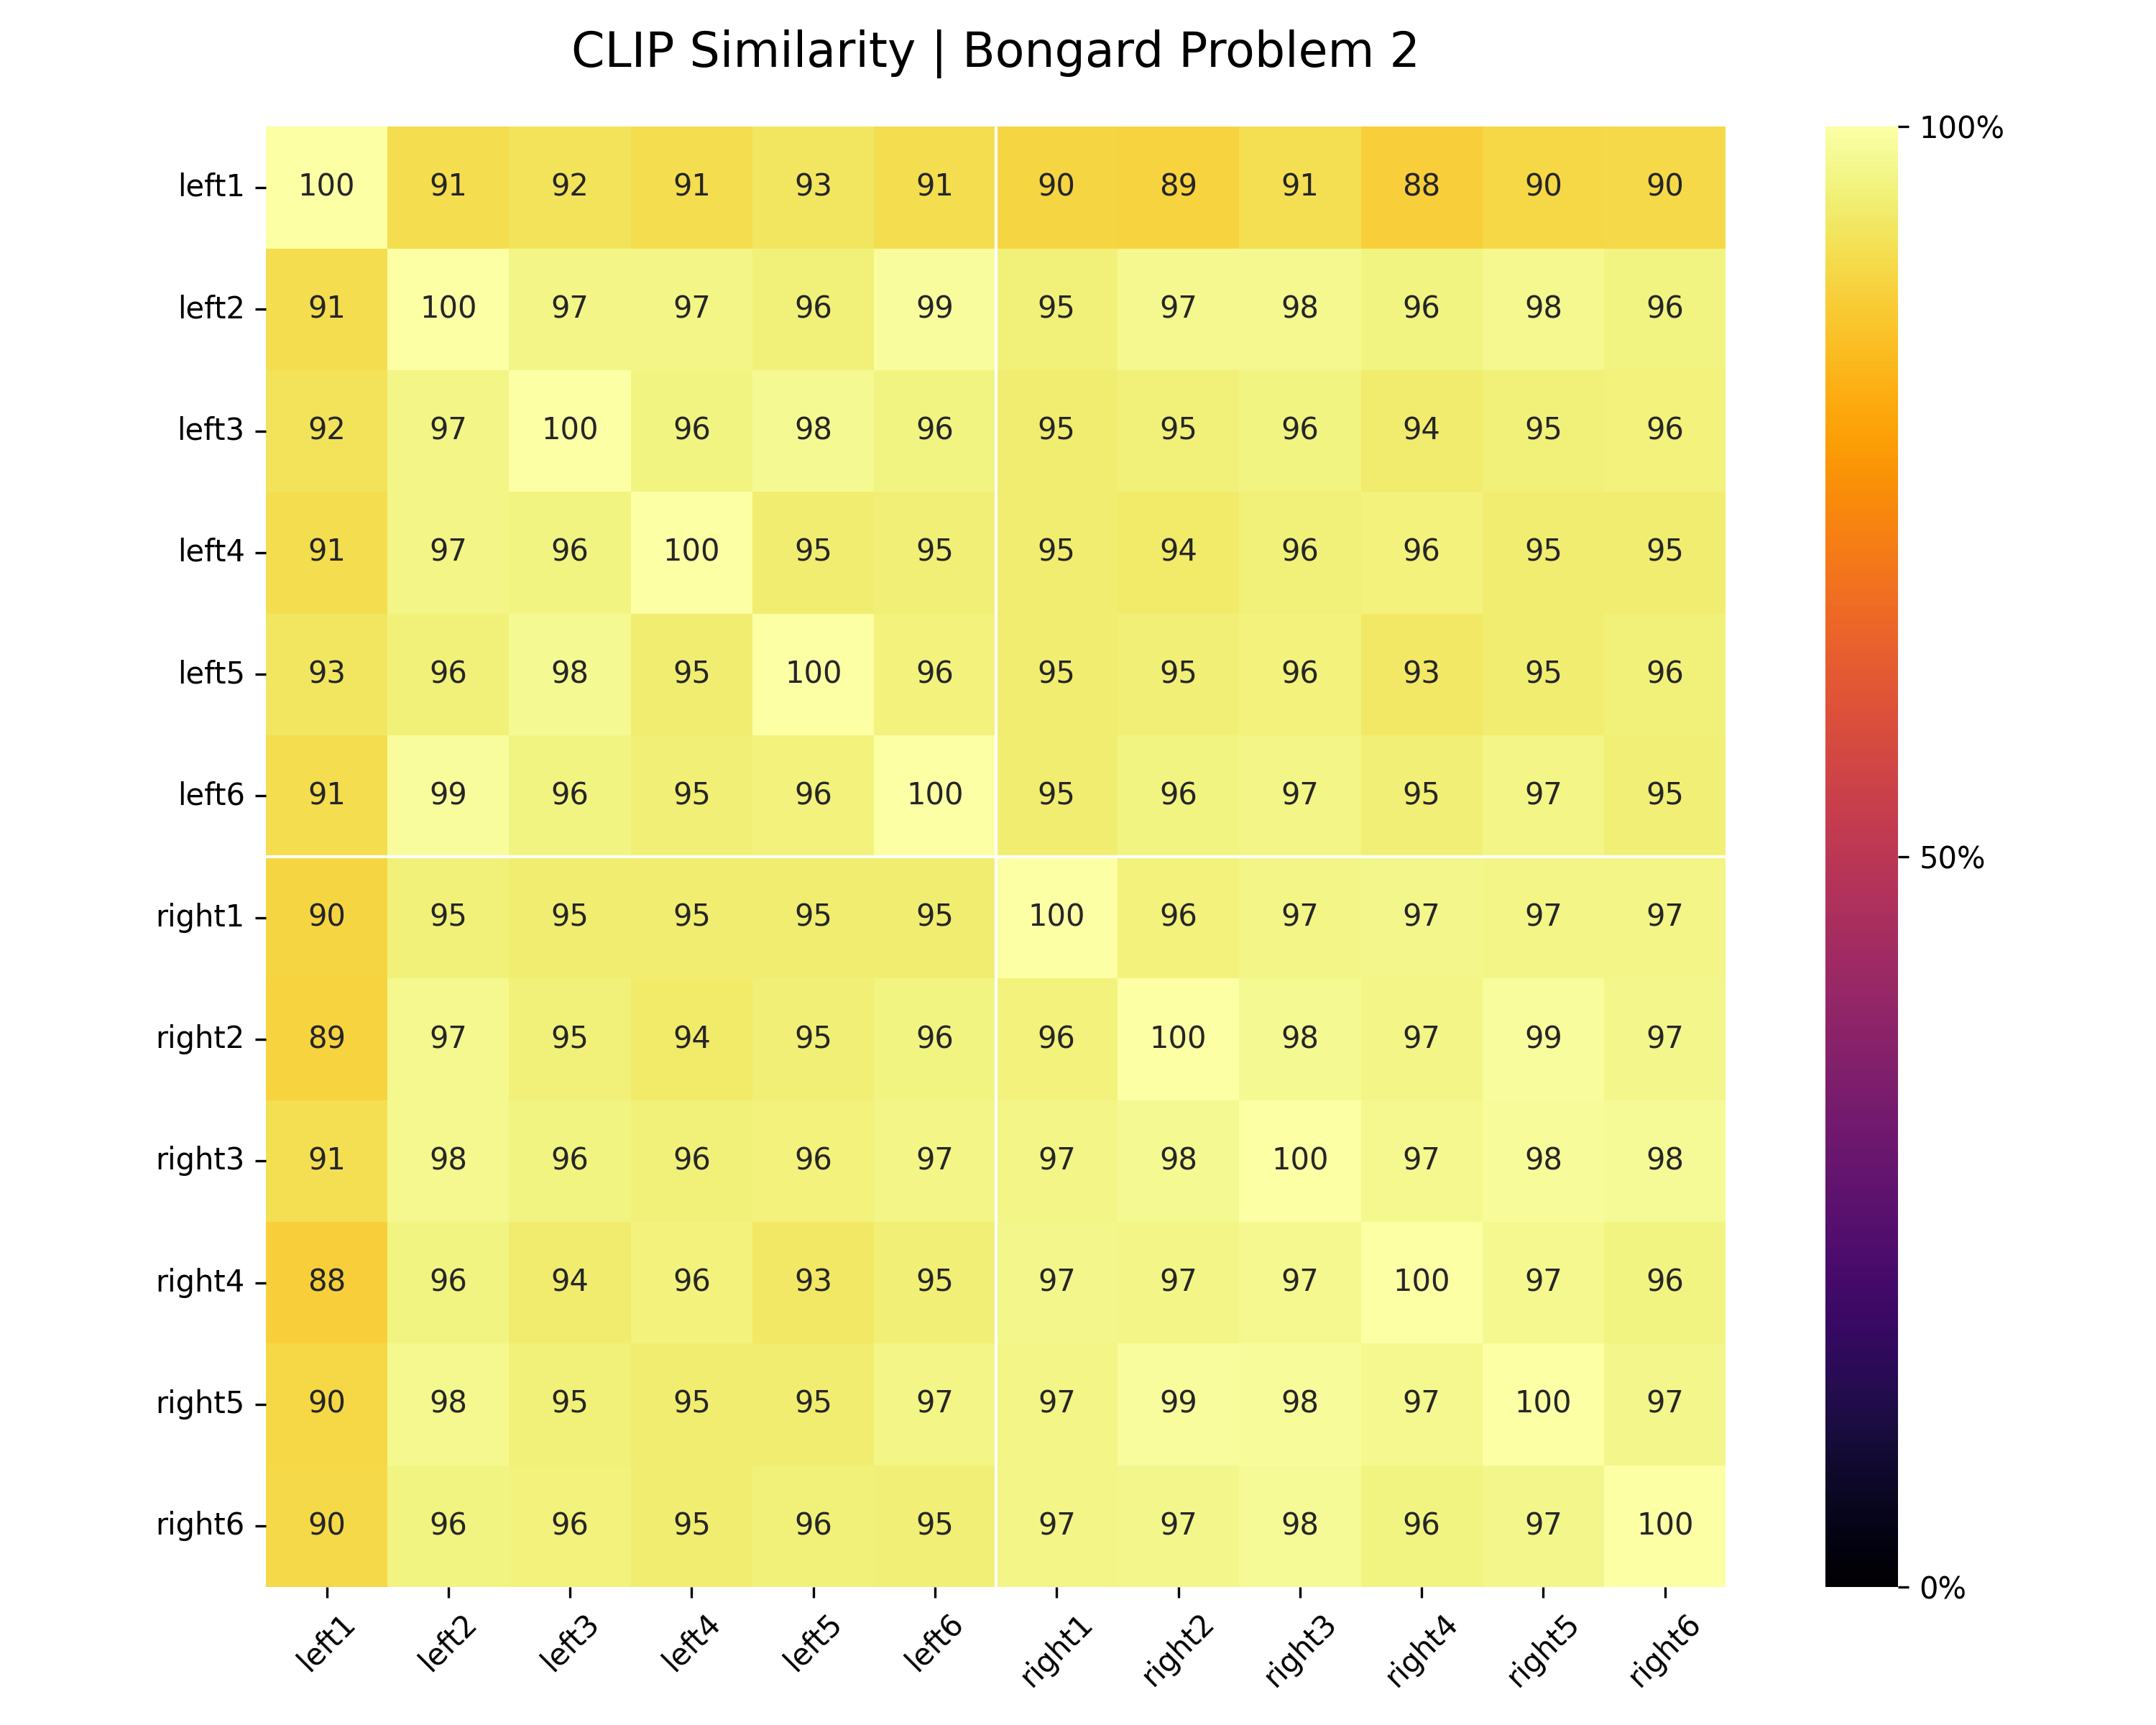 CLIP Similarity | Bongard Problem 2
left1 100 91 92 91 93 91 90 89 91 88 90 90
left2 91 100 97 97 96 99 95 97 98 96 98 96
left3 92 97 100 96 98 96 95 95 96 94 95 96
left4 91 97 96 100 95 95 95 94 96 96 95 95
left5 93 96 98 95 100 96 95 95 96 93 95 96
left6 91 99 96 95 96 100 95 96 97 95 97 95
right1 90 95 95 95 95 95 100 96 97 97 97 97
right2 89 97 95 94 95 96 96 100 98 97 99 97
right3 91 98 96 96 96 97 97 98 100 97 98 98
right4 88 96 94 96 93 95 97 97 97 100 97 96
right5 90 98 95 95 95 97 97 99 98 97 100 97
right6 90 96 96 95 96 95 97 97 98 96 97 100
left1 left2 left3 left4 left5 left6 right1 right2 right3 right4 right5 right6
100%
50%
0%